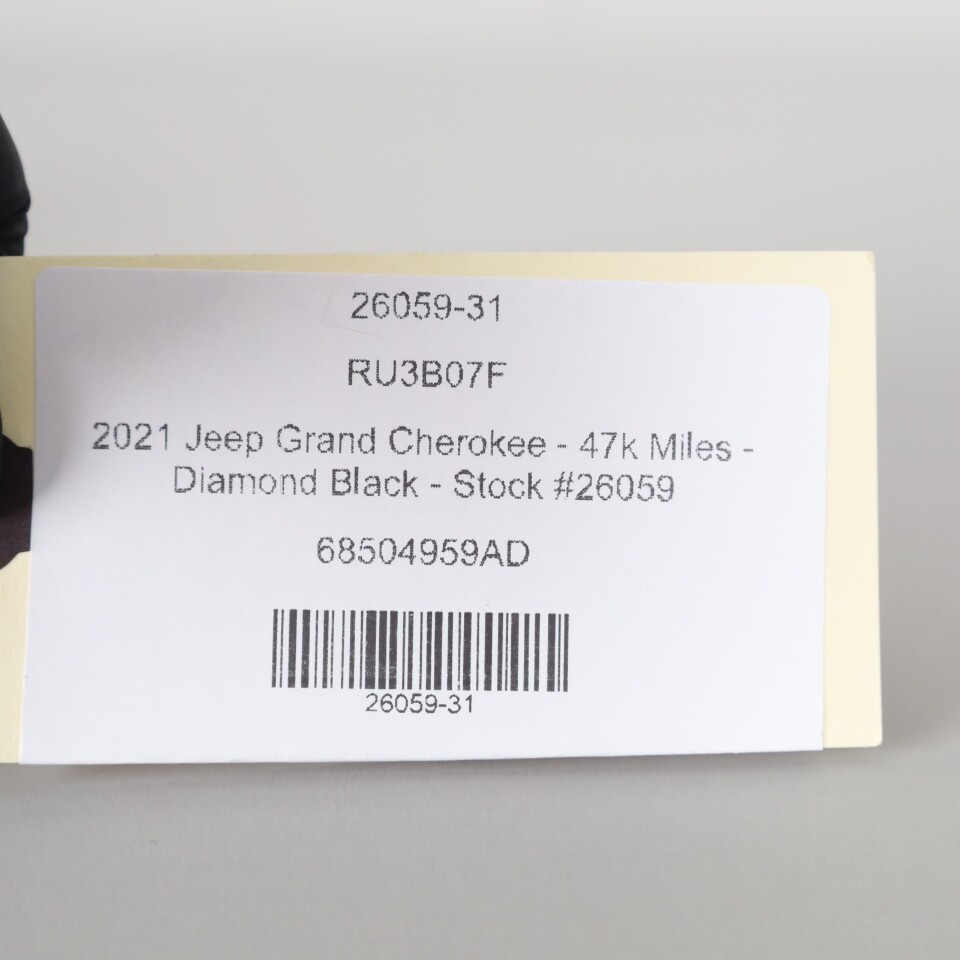 26059-31
RU3B07F
2021 Jeep Grand Cherokee - 47k Miles -
Diamond Black - Stock #26059
68504959AD
26059-31